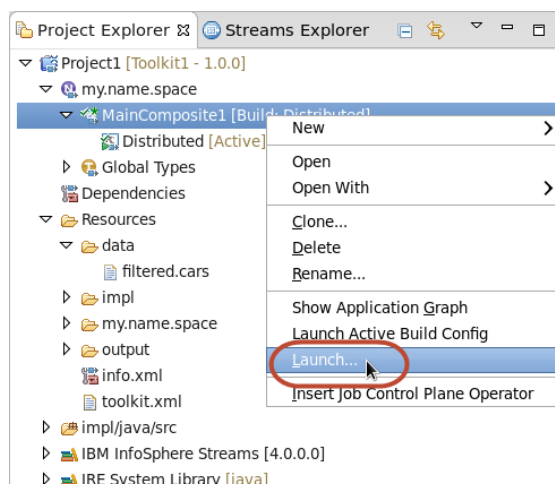 Project Explorer
Streams Explorer
Project1 [Toolkit1 - 1.0.0]
my.name.space
MainComposite1 [Build: Distributed]
Distributed [Active]
Global Types
Dependencies
Resources
data
filtered.cars
impl
my.name.space
output
info.xml
toolkit.xml
impl/java/src
IBM InfoSphere Streams [4.0.0.0]
JRE System Library [java]
New
Open
Open With
Clone...
Delete
Rename...
Show Application Graph
Launch Active Build Config
Launch...
Insert Job Control Plane Operator